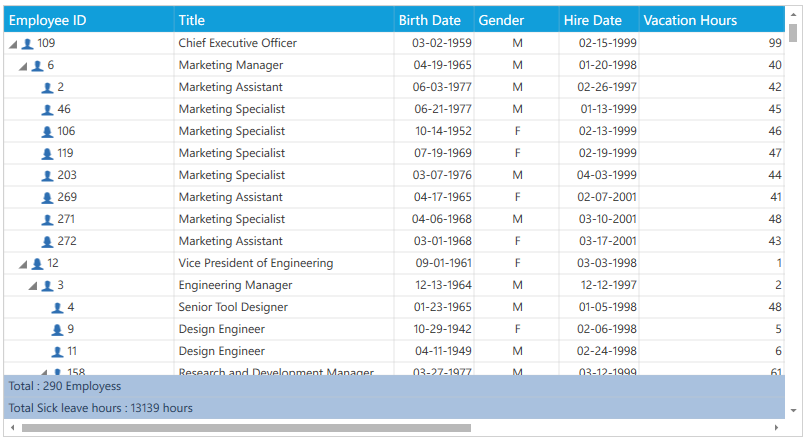 Employee ID Title Birth Date Gender Hire Date Vacation Hours
109 Chief Executive Officer 03-02-1959 M 02-15-1999 99
6 Marketing Manager 04-19-1965 M 01-20-1998 40
2 Marketing Assistant 06-03-1977 M 02-26-1997 42
46 Marketing Specialist 06-21-1977 M 01-13-1999 45
106 Marketing Specialist 10-14-1952 F 02-13-1999 46
119 Marketing Specialist 07-19-1969 F 02-19-1999 47
203 Marketing Specialist 03-07-1976 M 04-03-1999 44
269 Marketing Assistant 04-17-1965 F 02-07-2001 41
271 Marketing Specialist 04-06-1968 M 03-10-2001 48
272 Marketing Assistant 03-01-1968 F 03-17-2001 43
12 Vice President of Engineering 09-01-1961 F 03-03-1998 1
3 Engineering Manager 12-13-1964 M 12-12-1997 2
4 Senior Tool Designer 01-23-1965 M 01-05-1998 48
9 Design Engineer 10-29-1942 F 02-06-1998 5
11 Design Engineer 04-11-1949 M 02-24-1998 6
158 Research and Development Manager 03-27-1977 M 03-12-1999 61
Total : 290 Employess
Total Sick leave hours : 13139 hours